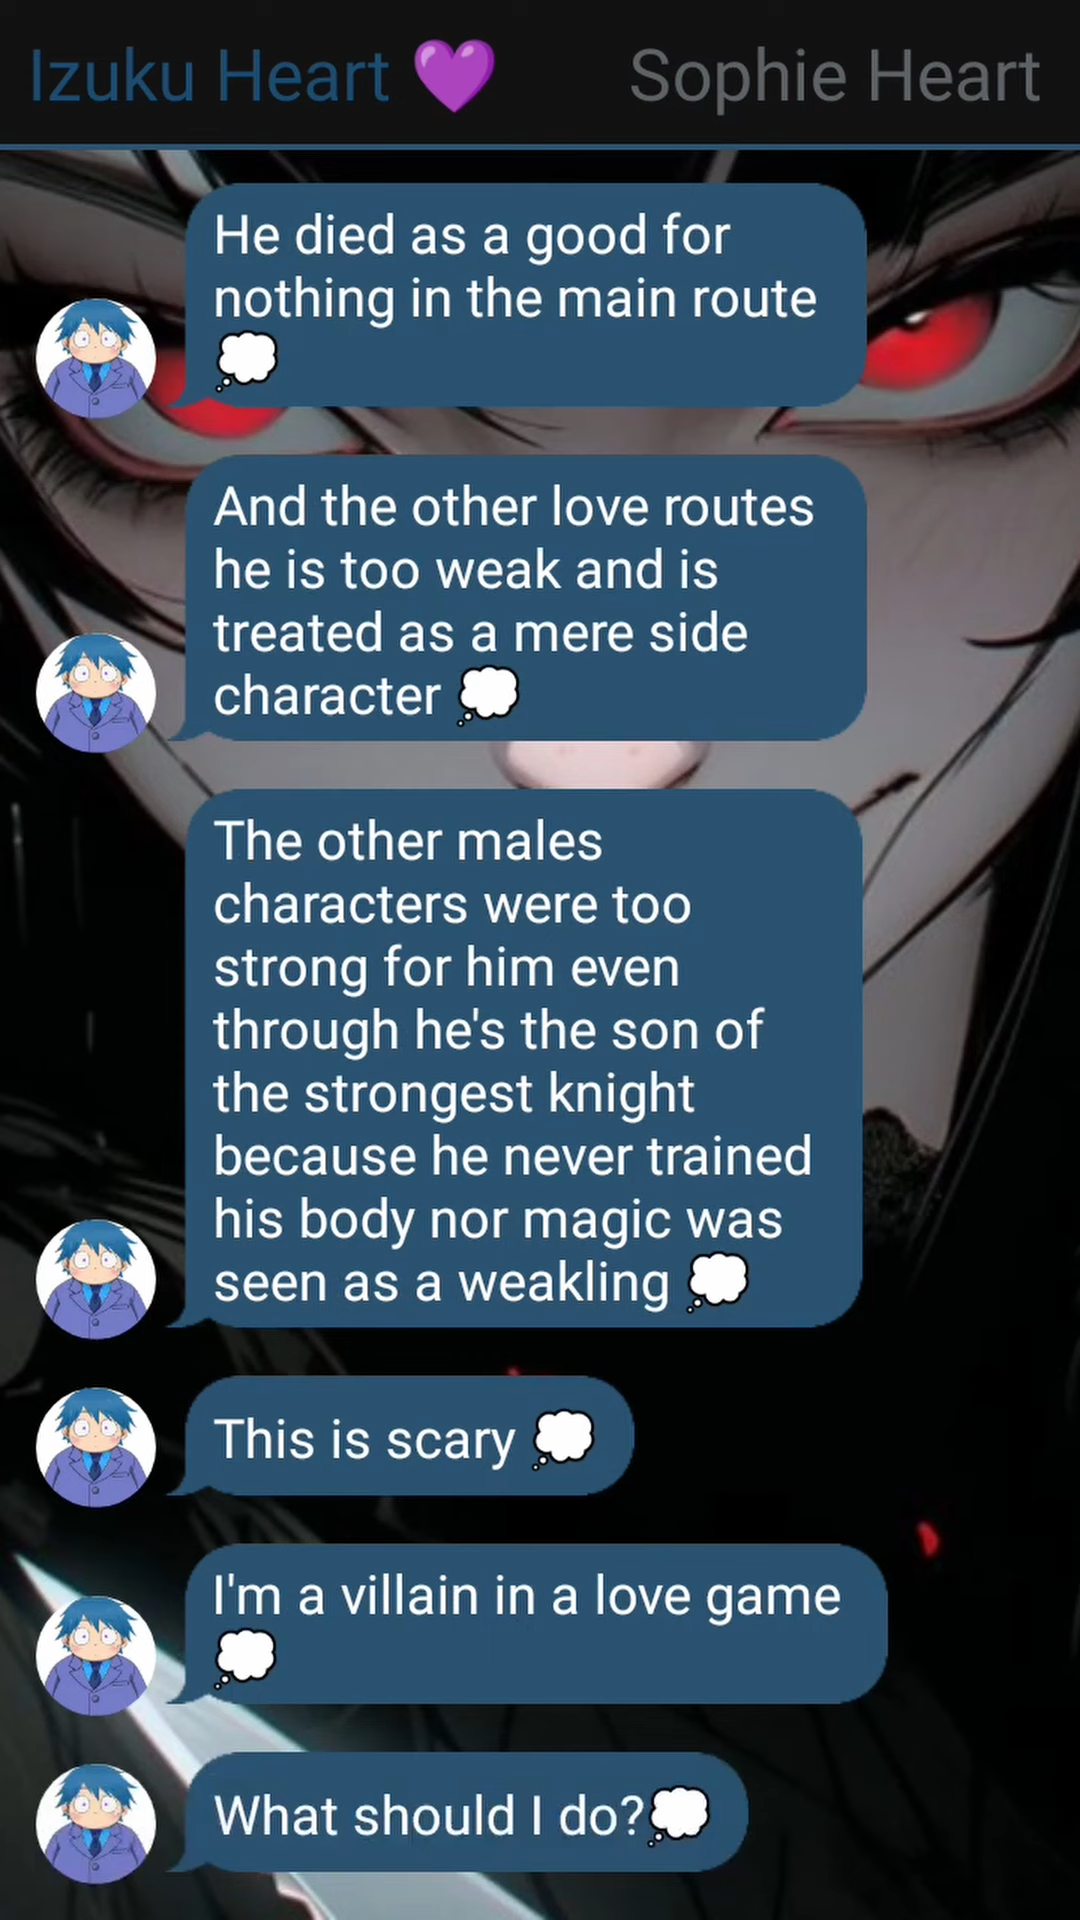 Izuku Heart 💜 Sophie Heart
He died as a good for
nothing in the main route
💭
And the other love routes
he is too weak and is
treated as a mere side
character 💭
The other males
characters were too
strong for him even
through he's the son of
the strongest knight
because he never trained
his body nor magic was
seen as a weakling 💭
This is scary 💭
I'm a villain in a love game
💭
What should I do?💭